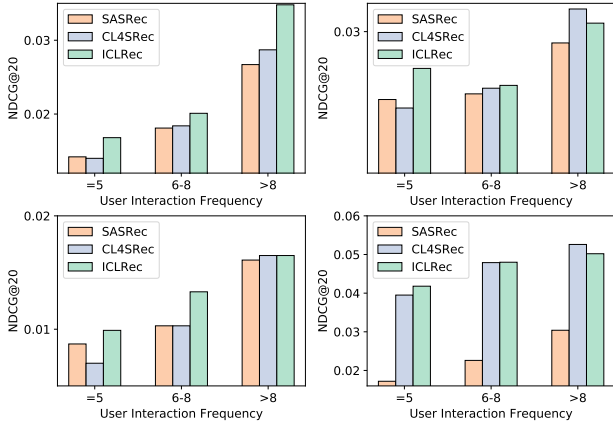 NDCG@20
0.03
0.02
SASRec
CL4SRec
ICLRec
=5
6-8
>8
User Interaction Frequency
NDCG@20
0.03
SASRec
CL4SRec
ICLRec
=5
6-8
>8
User Interaction Frequency
NDCG@20
0.02
0.01
SASRec
CL4SRec
ICLRec
=5
6-8
>8
User Interaction Frequency
NDCG@20
0.06
0.05
0.04
0.03
0.02
SASRec
CL4SRec
ICLRec
=5
6-8
>8
User Interaction Frequency